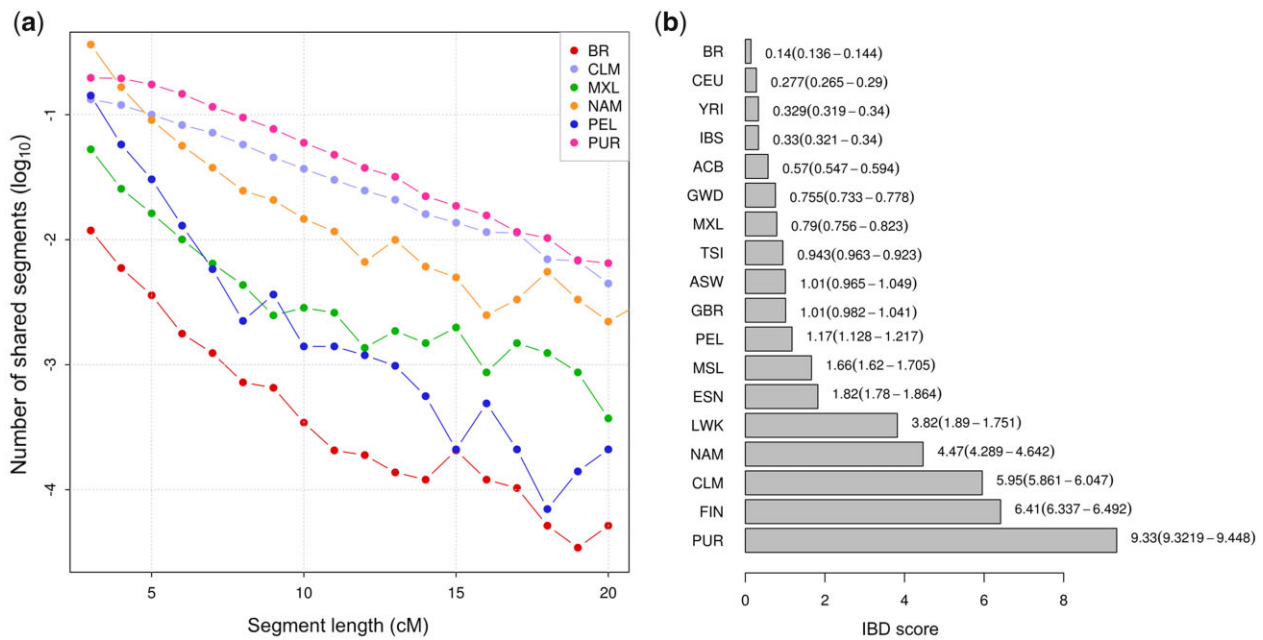 (a)
BR
CLM
MXL
NAM
PEL
PUR
-1
-2
-3
-4
5
10
15
20
Number of shared segments (log10)
Segment length (cM)
(b)
BR 0.14(0.136−0.144)
CEU 0.277(0.265−0.29)
YRI 0.329(0.319−0.34)
IBS 0.33(0.321−0.34)
ACB 0.57(0.547−0.594)
GWD 0.755(0.733−0.778)
MXL 0.79(0.756−0.823)
TSI 0.943(0.963−0.923)
ASW 1.01(0.965−1.049)
GBR 1.01(0.982−1.041)
PEL 1.17(1.128−1.217)
MSL 1.66(1.62−1.705)
ESN 1.82(1.78−1.864)
LWK 3.82(1.89−1.751)
NAM 4.47(4.289−4.642)
CLM 5.95(5.861−6.047)
FIN 6.41(6.337−6.492)
PUR 9.33(9.3219−9.448)
0 2 4 6 8
IBD score